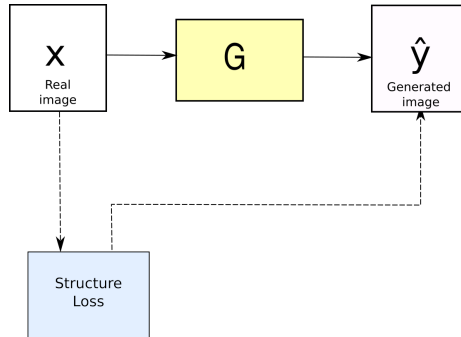 x
Real
image
G
ŷ
Generated
image
Structure
Loss